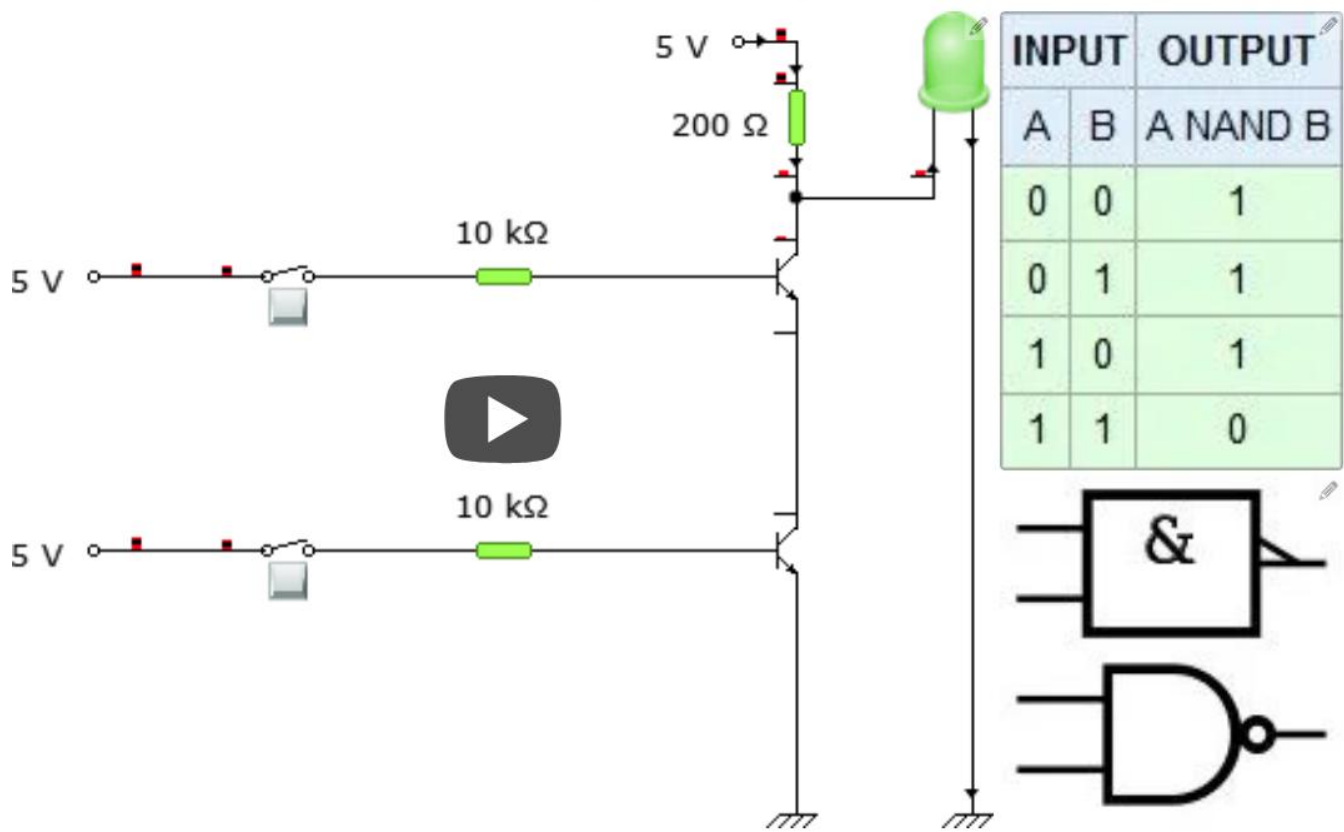 5 V
200 Ω
10 kΩ
5 V
10 kΩ
5 V
INPUT OUTPUT
A B A NAND B
0 0 1
0 1 1
1 0 1
1 1 0
&